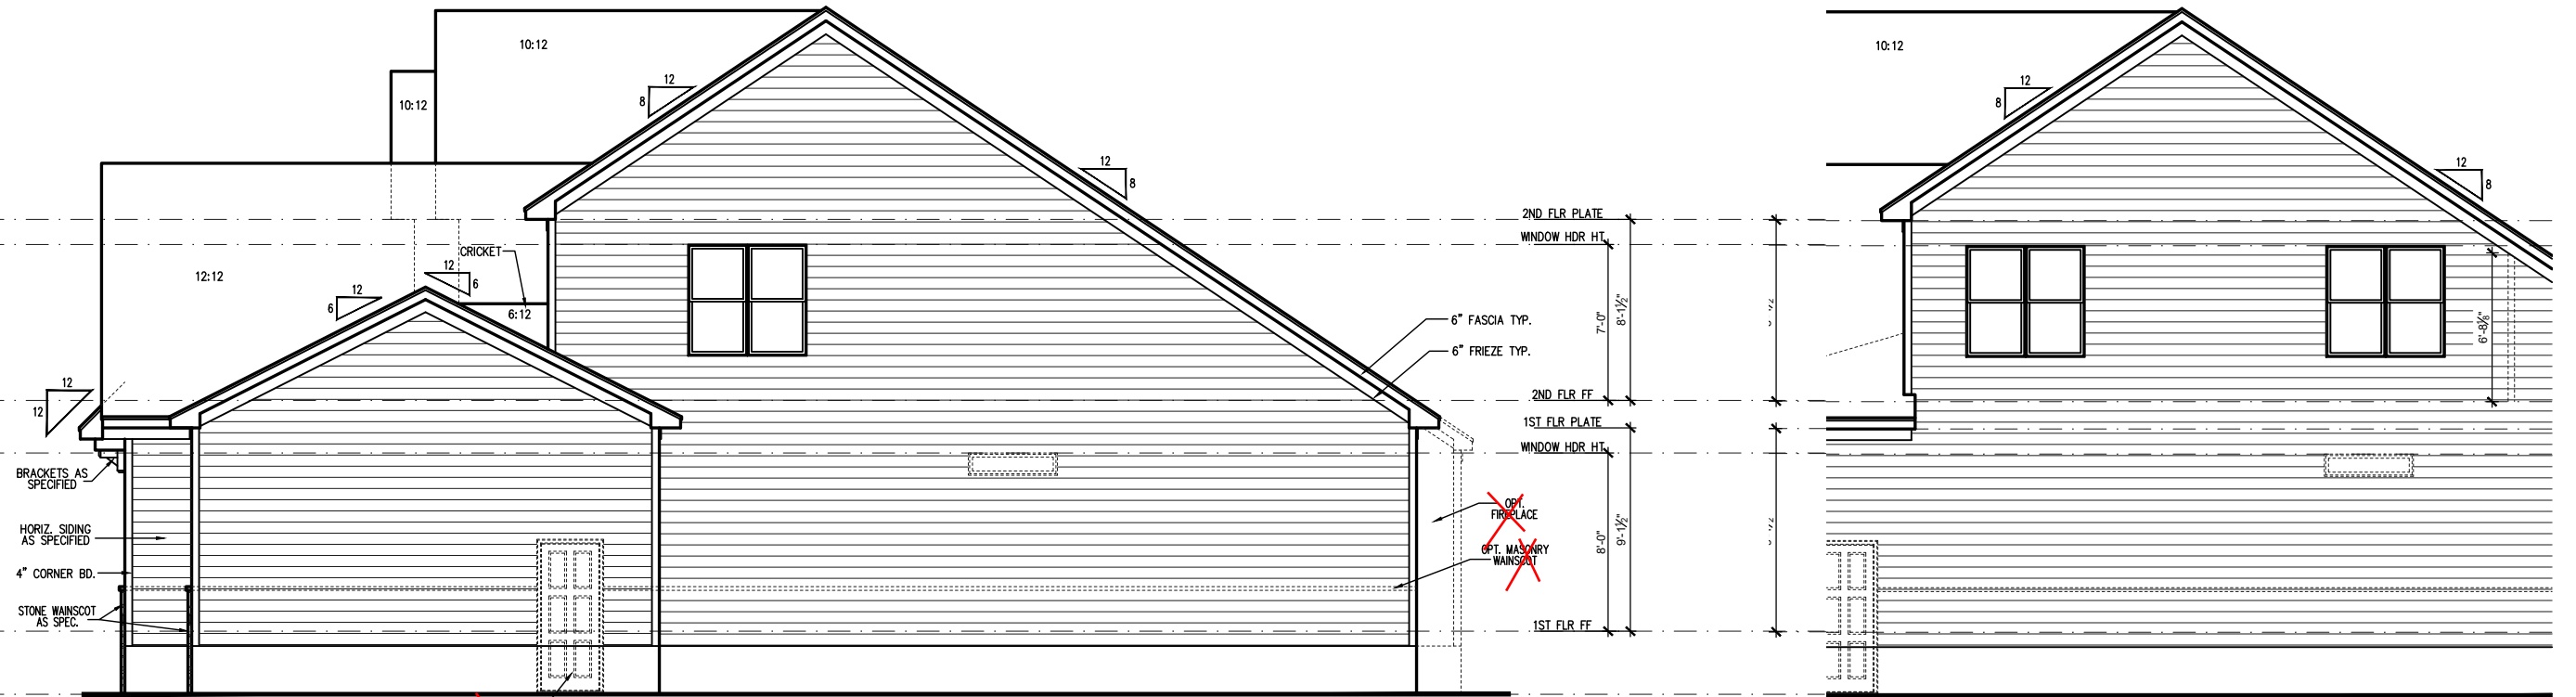 10:12
12
8
10:12
12
8
12:12
CRICKET
12
6
12
6
6:12
12
12
BRACKETS AS
SPECIFIED
HORIZ. SIDING
AS SPECIFIED
4" CORNER BD.
STONE WAINSCOT
AS SPEC.
6" FASCIA TYP.
6" FRIEZE TYP.
OPT.
FIREPLACE
OPT. MASONRY
WAINSCOT
2ND FLR PLATE
WINDOW HDR HT
2ND FLR FF
1ST FLR PLATE
WINDOW HDR HT
1ST FLR FF
7'-0"
8'-1½"
8'-0"
9'-1½"
10:12
12
8
12
8
6'-8⅛"